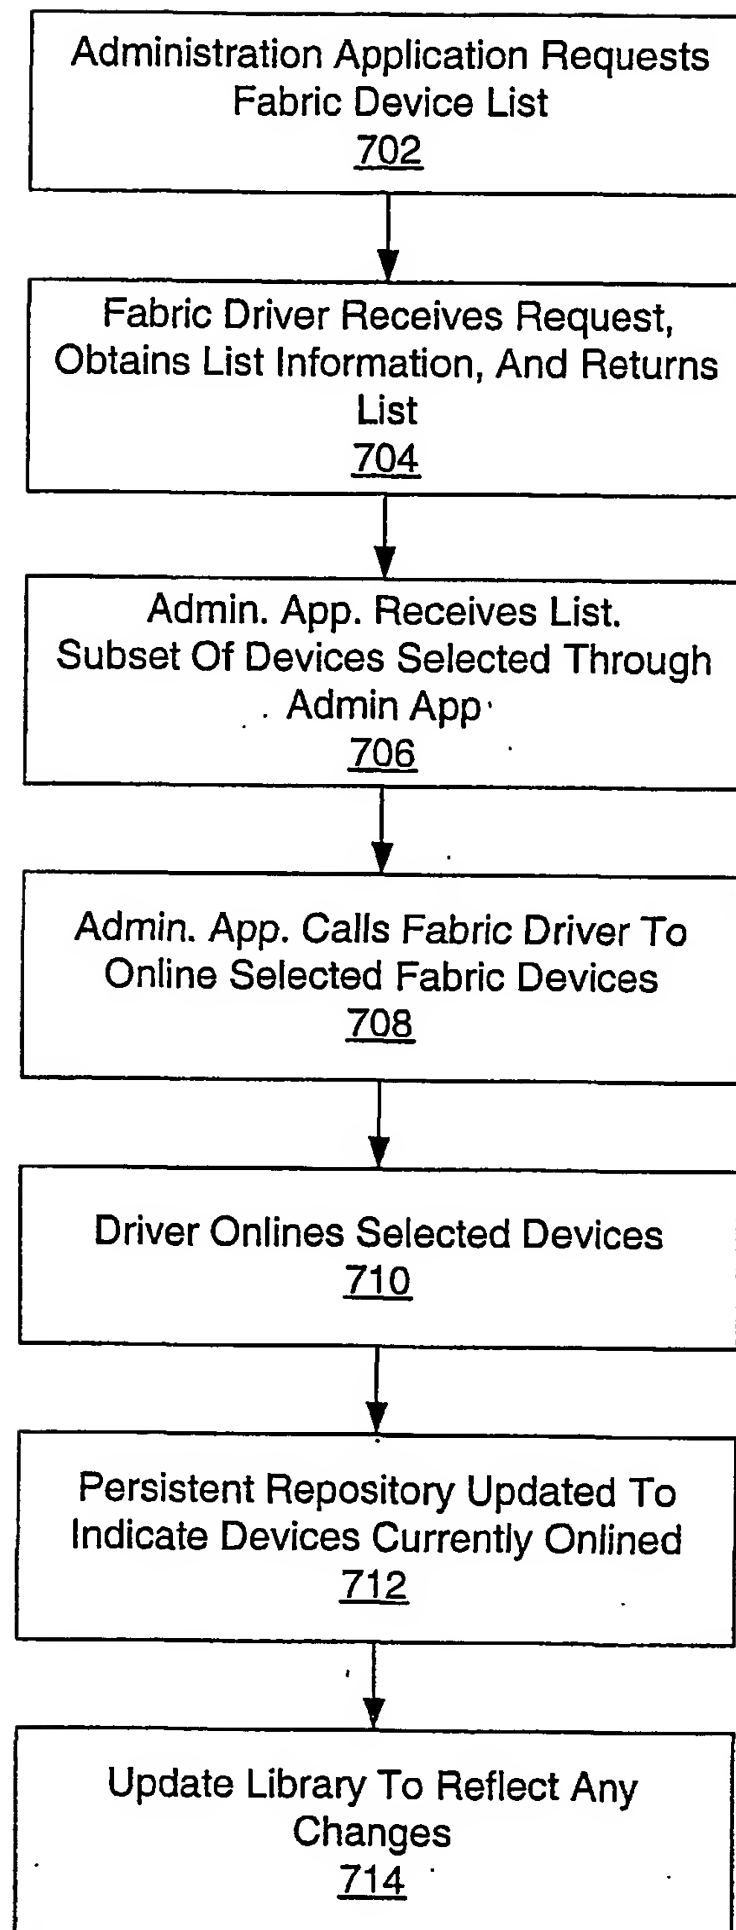 Administration Application Requests
Fabric Device List
702
Fabric Driver Receives Request,
Obtains List Information, And Returns
List
704
Admin. App. Receives List.
Subset Of Devices Selected Through
Admin App
706
Admin. App. Calls Fabric Driver To
Online Selected Fabric Devices
708
Driver Onlines Selected Devices
710
Persistent Repository Updated To
Indicate Devices Currently Onlined
712
Update Library To Reflect Any
Changes
714